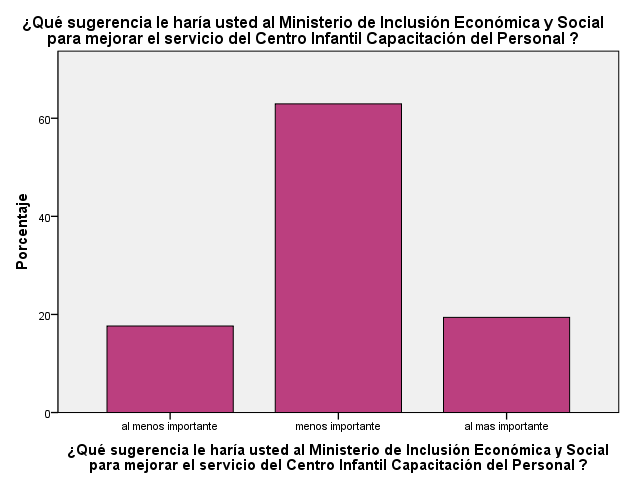 ¿Qué sugerencia le haría usted al Ministerio de Inclusión Económica y Social
para mejorar el servicio del Centro Infantil Capacitación del Personal ?
Porcentaje
60
40
20
0
al menos importante
menos importante
al mas importante
¿Qué sugerencia le haría usted al Ministerio de Inclusión Económica y Social
para mejorar el servicio del Centro Infantil Capacitación del Personal ?